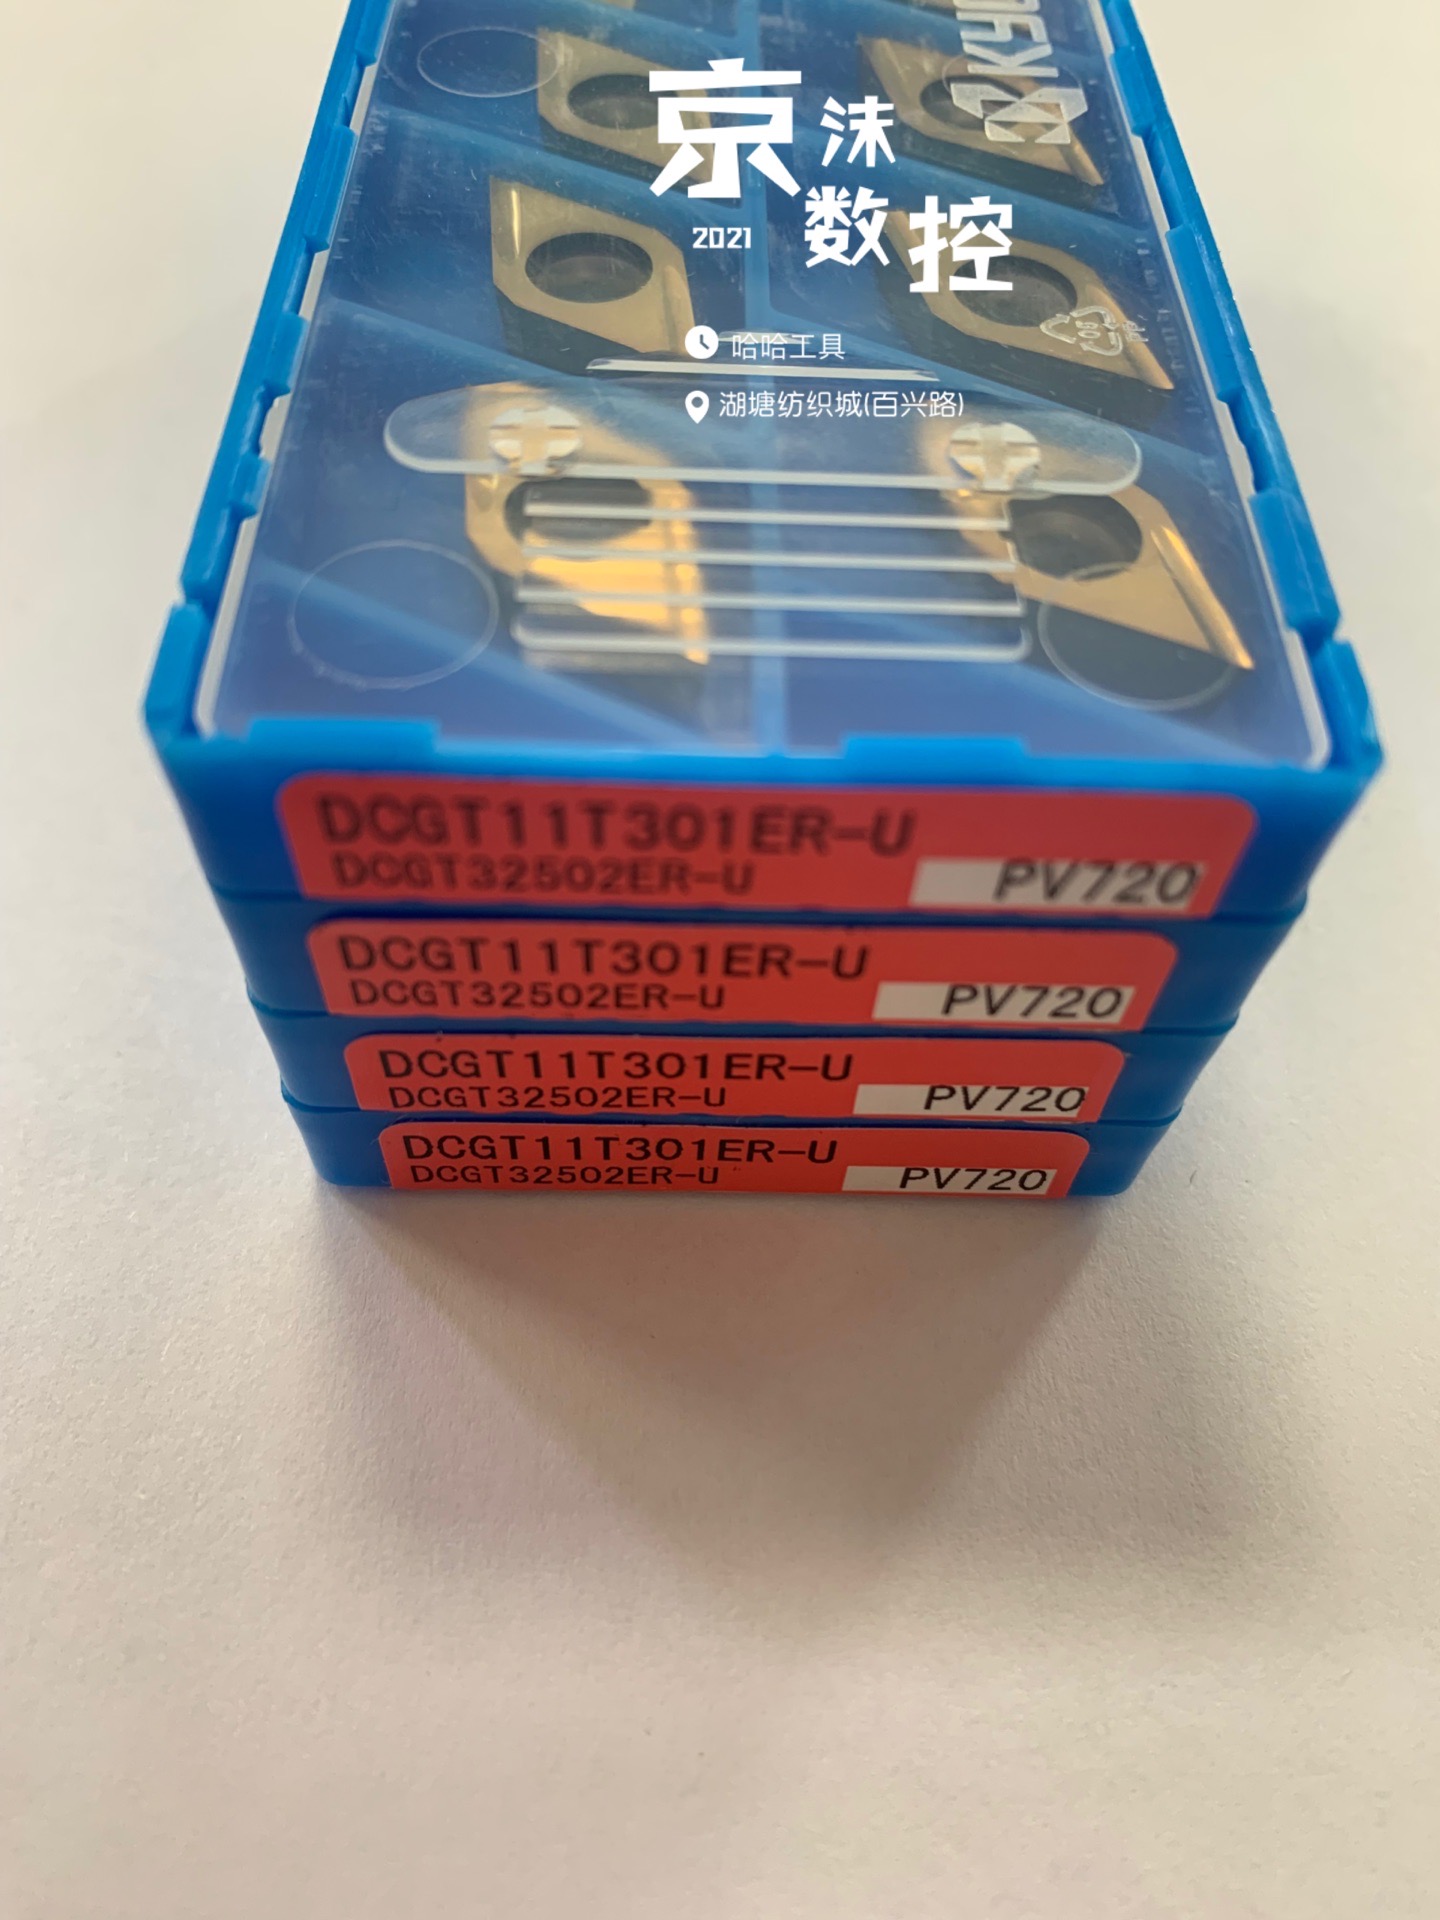 京沫
数控
2021
哈哈工具
湖塘纺织城(百兴路)
DCGT11T301ER-U
DCGT32502ER-U
PV720
DCGT11T301ER-U
DCGT32502ER-U
PV720
DCGT11T301ER-U
DCGT32502ER-U
PV720
DCGT11T301ER-U
DCGT32502ER-U
PV720